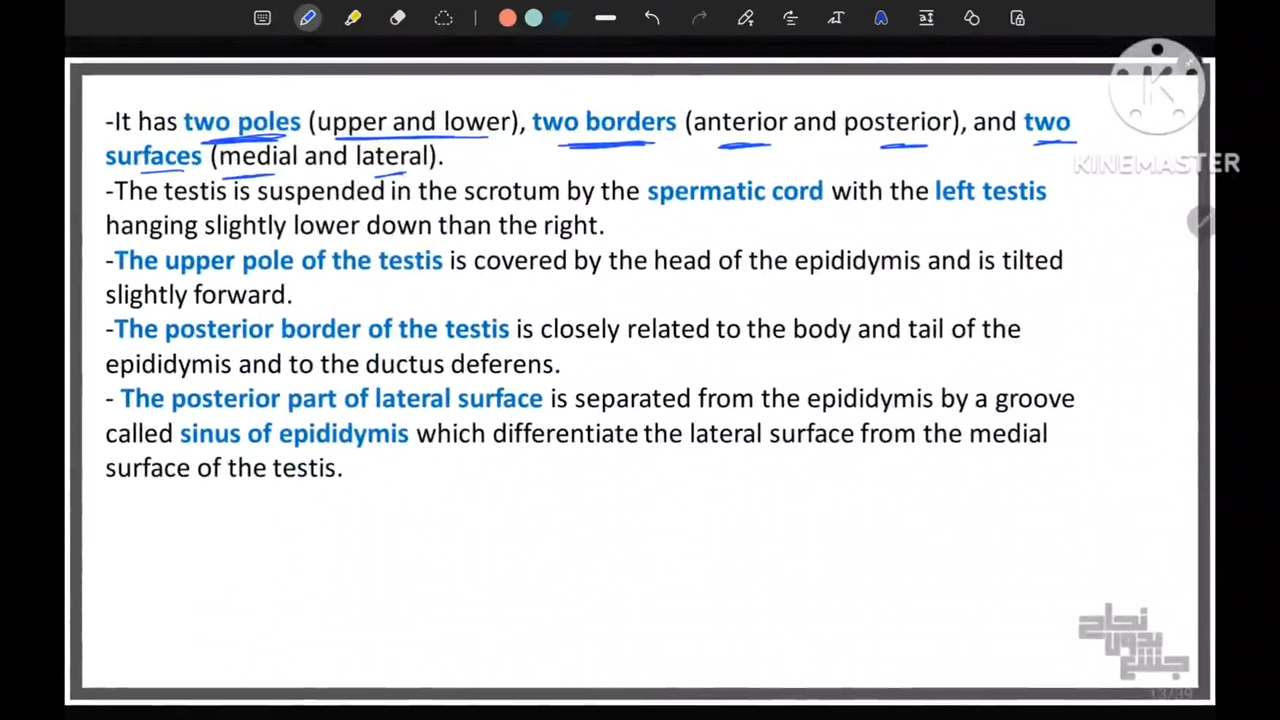 -It has two poles (upper and lower), two borders (anterior and posterior), and two
surfaces (medial and lateral).
-The testis is suspended in the scrotum by the spermatic cord with the left testis
hanging slightly lower down than the right.
-The upper pole of the testis is covered by the head of the epididymis and is tilted
slightly forward.
-The posterior border of the testis is closely related to the body and tail of the
epididymis and to the ductus deferens.
- The posterior part of lateral surface is separated from the epididymis by a groove
called sinus of epididymis which differentiate the lateral surface from the medial
surface of the testis.
KINEMASTER
نجاح
بدون
13/39